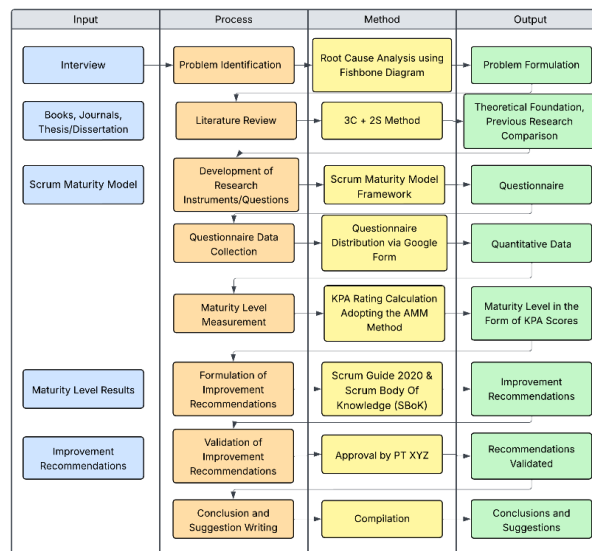 Input
Process
Method
Output
Interview
Problem Identification
Root Cause Analysis using
Fishbone Diagram
Problem Formulation
Books, Journals,
Thesis/Dissertation
Literature Review
3C + 2S Method
Theoretical Foundation,
Previous Research
Comparison
Scrum Maturity Model
Development of
Research
Instruments/Questions
Scrum Maturity Model
Framework
Questionnaire
Questionnaire Data
Collection
Questionnaire
Distribution via Google
Form
Quantitative Data
Maturity Level
Measurement
KPA Rating Calculation
Adopting the AMM
Method
Maturity Level in the
Form of KPA Scores
Maturity Level Results
Formulation of
Improvement
Recommendations
Scrum Guide 2020 &
Scrum Body Of
Knowledge (SBoK)
Improvement
Recommendations
Improvement
Recommendations
Validation of
Improvement
Recommendations
Approval by PT XYZ
Recommendations
Validated
Conclusion and
Suggestion Writing
Compilation
Conclusions and
Suggestions